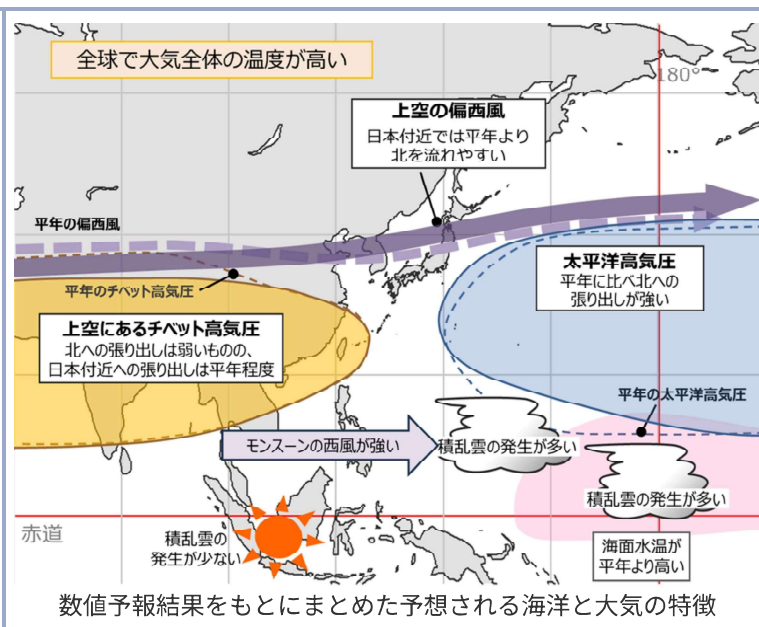 全球で大気全体の温度が高い
180°
上空の偏西風
日本付近では平年より
北を流れやすい
平年の偏西風
太平洋高気圧
平年に比べ北への
張り出しが強い
平年のチベット高気圧
上空にあるチベット高気圧
北への張り出しは弱いものの、
日本付近への張り出しは平年程度
平年の太平洋高気圧
モンスーンの西風が強い
積乱雲の発生が多い
積乱雲の発生が多い
赤道
積乱雲の
発生が少ない
海面水温が
平年より高い
数値予報結果をもとにまとめた予想される海洋と大気の特徴